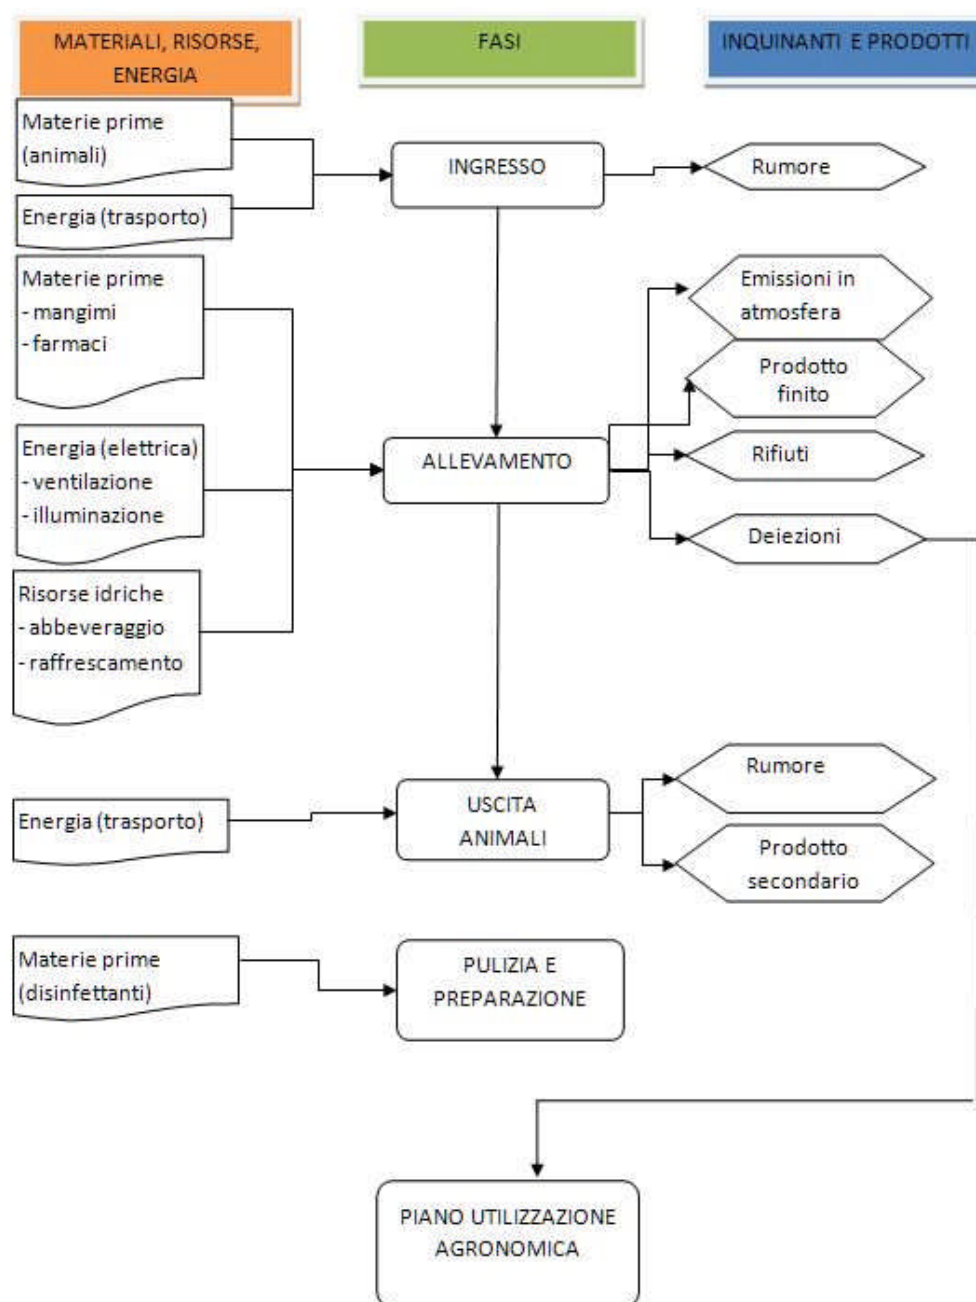 MATERIALI, RISORSE,
ENERGIA
FASI
INQUINANTI E PRODOTTI
Materie prime
(animali)
Energia (trasporto)
INGRESSO
Rumore
Materie prime
- mangimi
- farmaci
Energia (elettrica)
- ventilazione
- illuminazione
Risorse idriche
- abbeveraggio
- raffrescamento
ALLEVAMENTO
Emissioni in
atmosfera
Prodotto
finito
Rifiuti
Deiezioni
Energia (trasporto)
USCITA
ANIMALI
Rumore
Prodotto
secondario
Materie prime
(disinfettanti)
PULIZIA E
PREPARAZIONE
PIANO UTILIZZAZIONE
AGRONOMICA